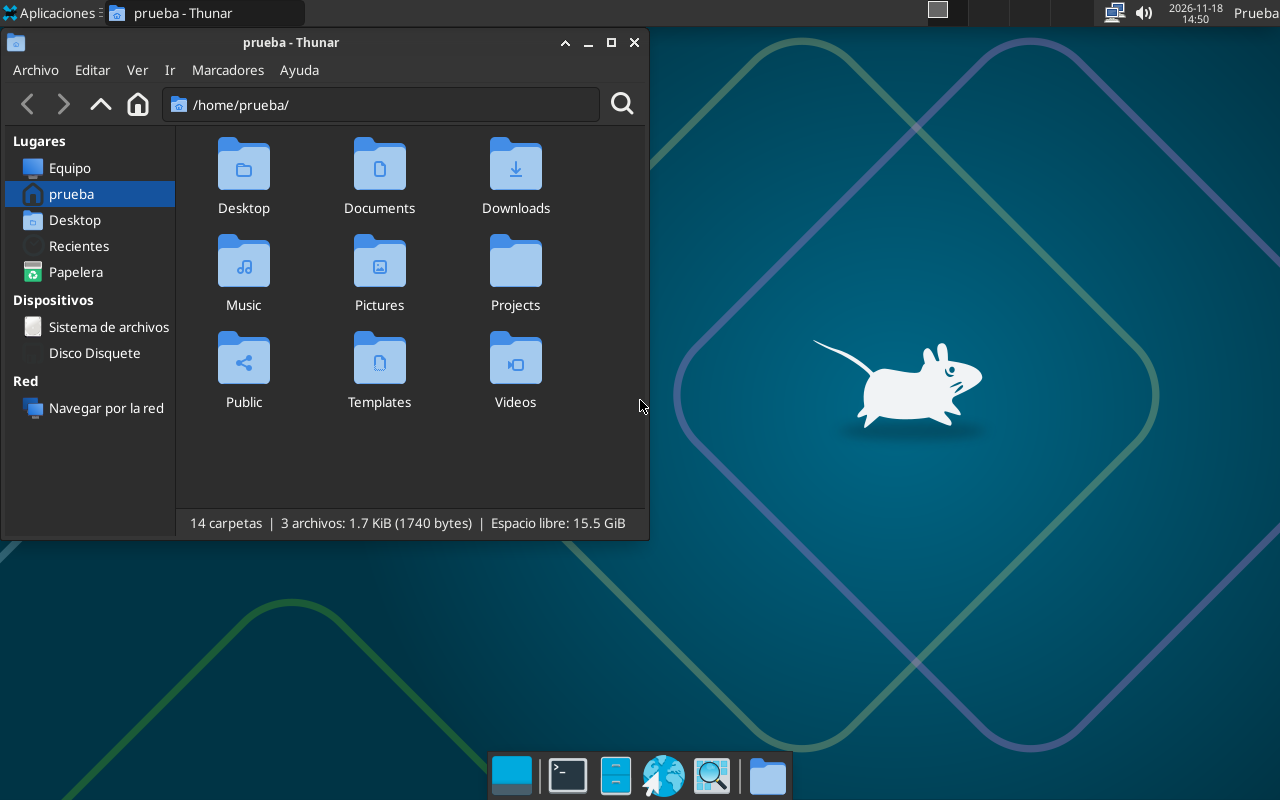 Aplicaciones
prueba - Thunar
2026-11-18
14:50
Prueba
prueba - Thunar
Archivo Editar Ver Ir Marcadores Ayuda
/home/prueba/
Lugares
Equipo
prueba
Desktop
Recientes
Papelera
Dispositivos
Sistema de archivos
Disco Disquete
Red
Navegar por la red
Desktop Documents Downloads
Music Pictures Projects
Public Templates Videos
14 carpetas | 3 archivos: 1.7 KiB (1740 bytes) | Espacio libre: 15.5 GiB